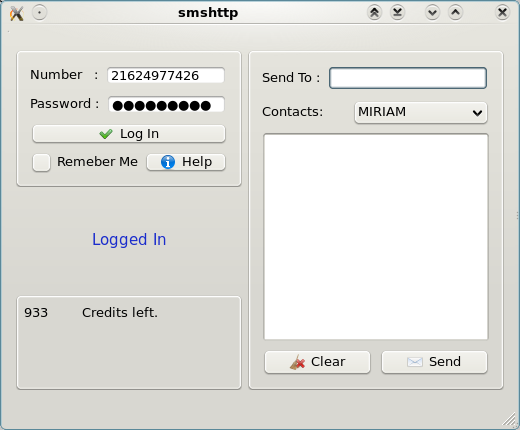 smshttp
Number :
21624977426
Password :
●●●●●●●●●
Log In
Remeber Me
Help
Logged In
933 Credits left.
Send To :
Contacts:
MIRIAM
Clear
Send